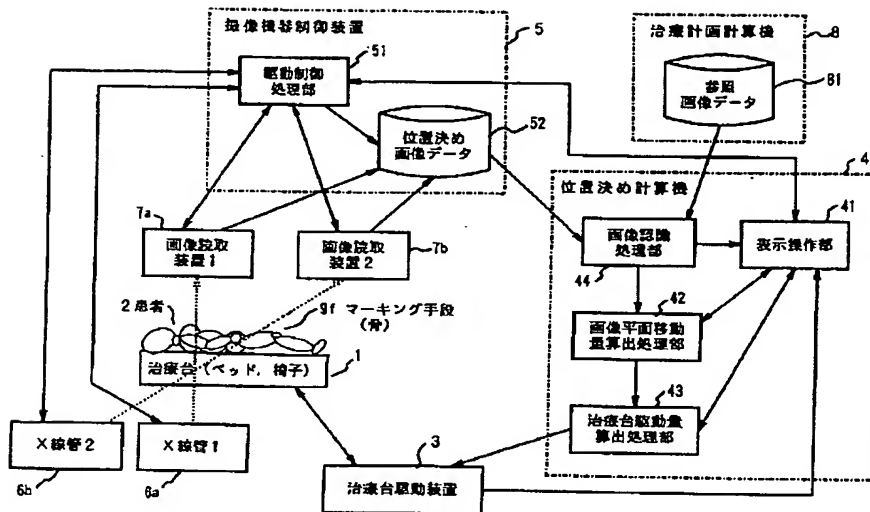 撮像機器制御装置
5
51
駆動制御
処理部
位置決め
画像データ
52
治療計画計算機
8
参照
画像データ
81
4
位置決め計算機
41
7a
画像読取
装置1
画像読取
装置2
7b
画像認識
処理部
44
表示操作部
2 患者
9f マーキング手段
(骨)
42
画像平面移動
量算出処理部
1
治療台(ベッド,椅子)
43
治療台駆動量
算出処理部
X線管2
X線管1
6b
6a
3
治療台駆動装置